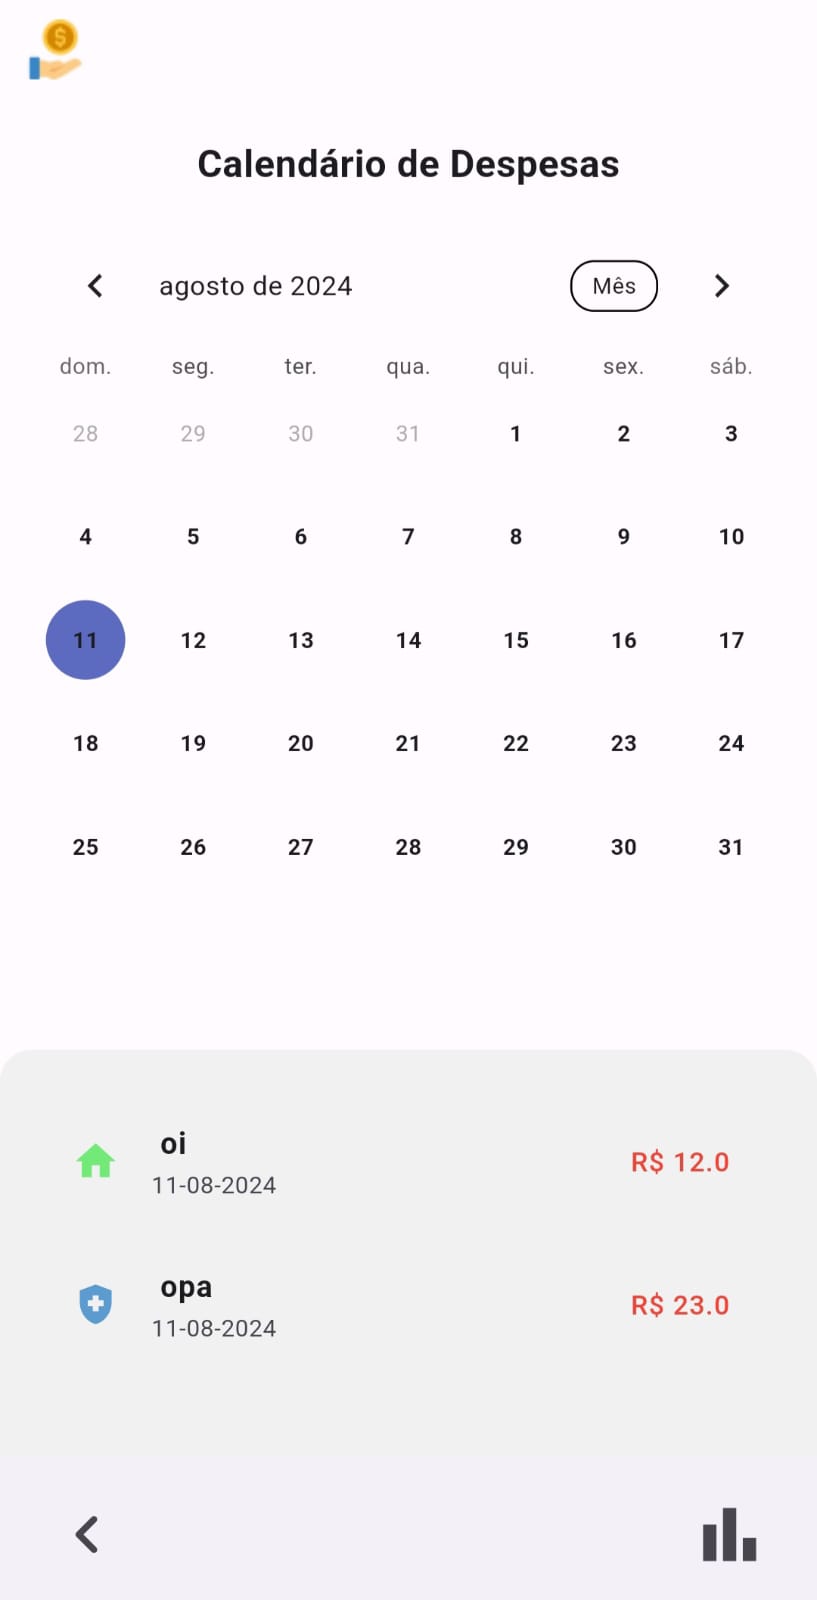 $
Calendário de Despesas
agosto de 2024 Mês
dom. seg. ter. qua. qui. sex. sáb.
28 29 30 31 1 2 3
4 5 6 7 8 9 10
11 12 13 14 15 16 17
18 19 20 21 22 23 24
25 26 27 28 29 30 31
oi
11-08-2024
R$ 12.0
opa
11-08-2024
R$ 23.0